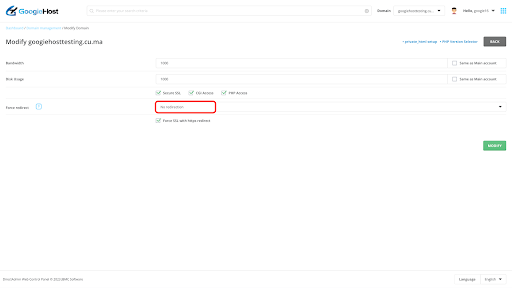 GoogieHost
Domain googiehosttesting.cu...
Hello, googieh5
Dashboard / Domain management / Modify Domain
Modify googiehosttesting.cu.ma
private_html setup PHP Version Selector BACK
Bandwidth 1000 Same as Main account
Disk Usage 1000 Same as Main account
Secure SSL CGI Access PHP Access
Force redirect No redirection
Force SSL with https redirect
MODIFY
DirectAdmin Web Control Panel © 2023 JBMC Software.
Language English